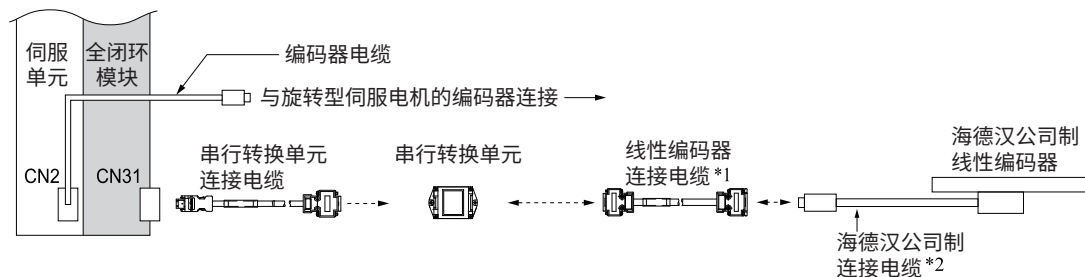 伺服
单元
全闭环
模块
编码器电缆
与旋转型伺服电机的编码器连接
CN2
CN31
串行转换单元
连接电缆
串行转换单元
线性编码器
连接电缆*1
海德汉公司制
线性编码器
海德汉公司制
连接电缆*2